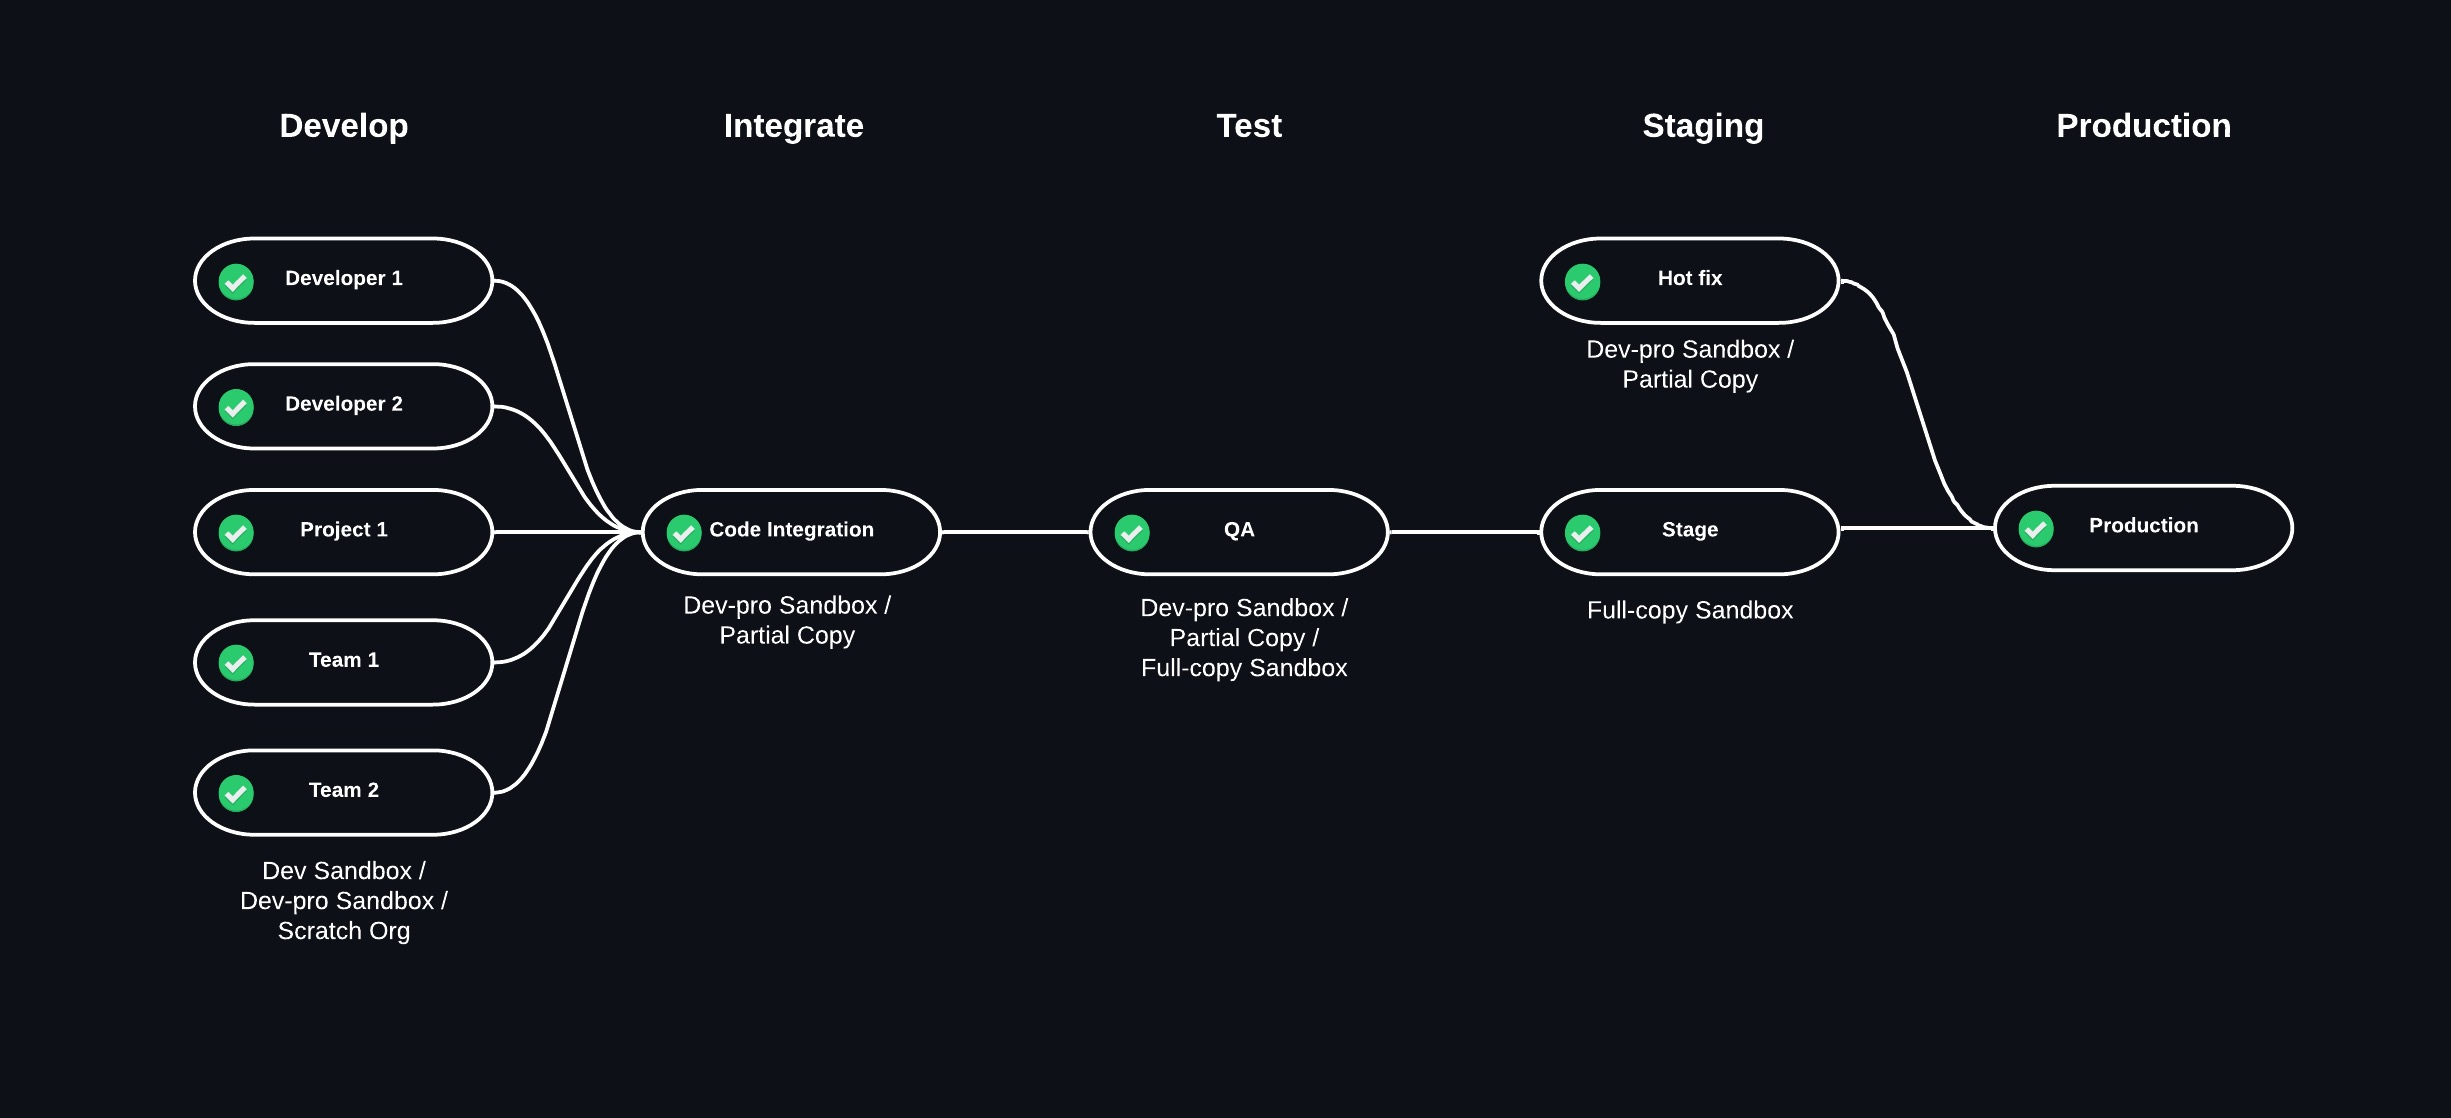 Develop
Integrate
Test
Staging
Production
Developer 1
Developer 2
Project 1
Team 1
Team 2
Dev Sandbox /
Dev-pro Sandbox /
Scratch Org
Code Integration
Dev-pro Sandbox /
Partial Copy
QA
Dev-pro Sandbox /
Partial Copy /
Full-copy Sandbox
Hot fix
Dev-pro Sandbox /
Partial Copy
Stage
Full-copy Sandbox
Production